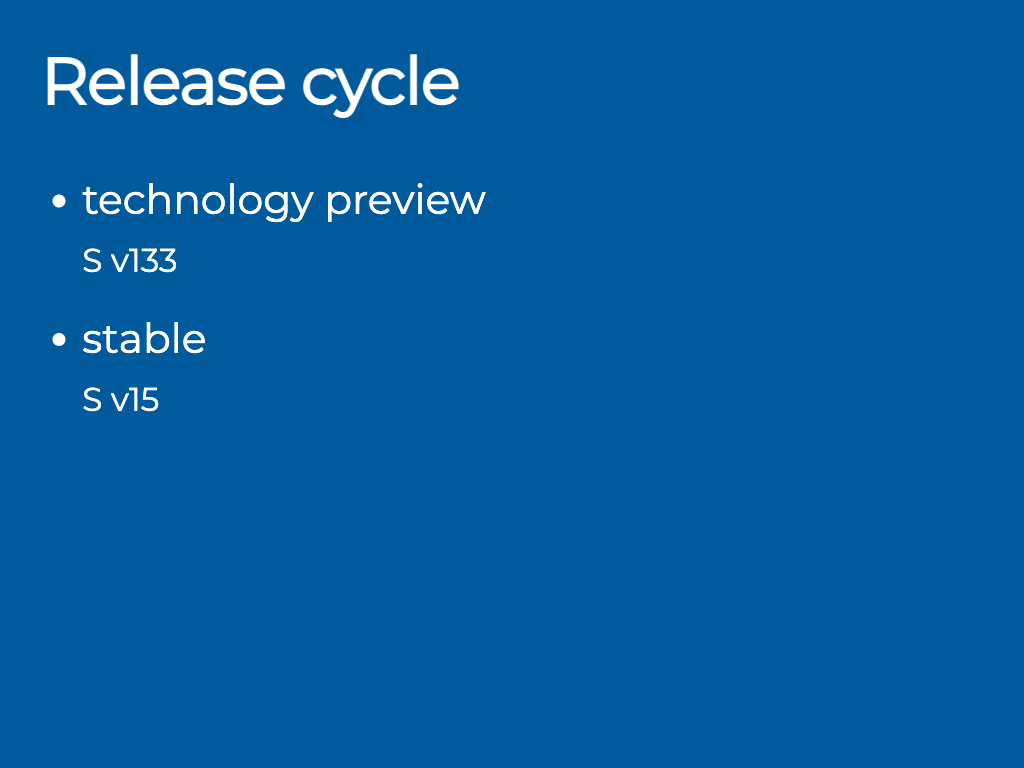 Release cycle
• technology preview
S v133
• stable
S v15